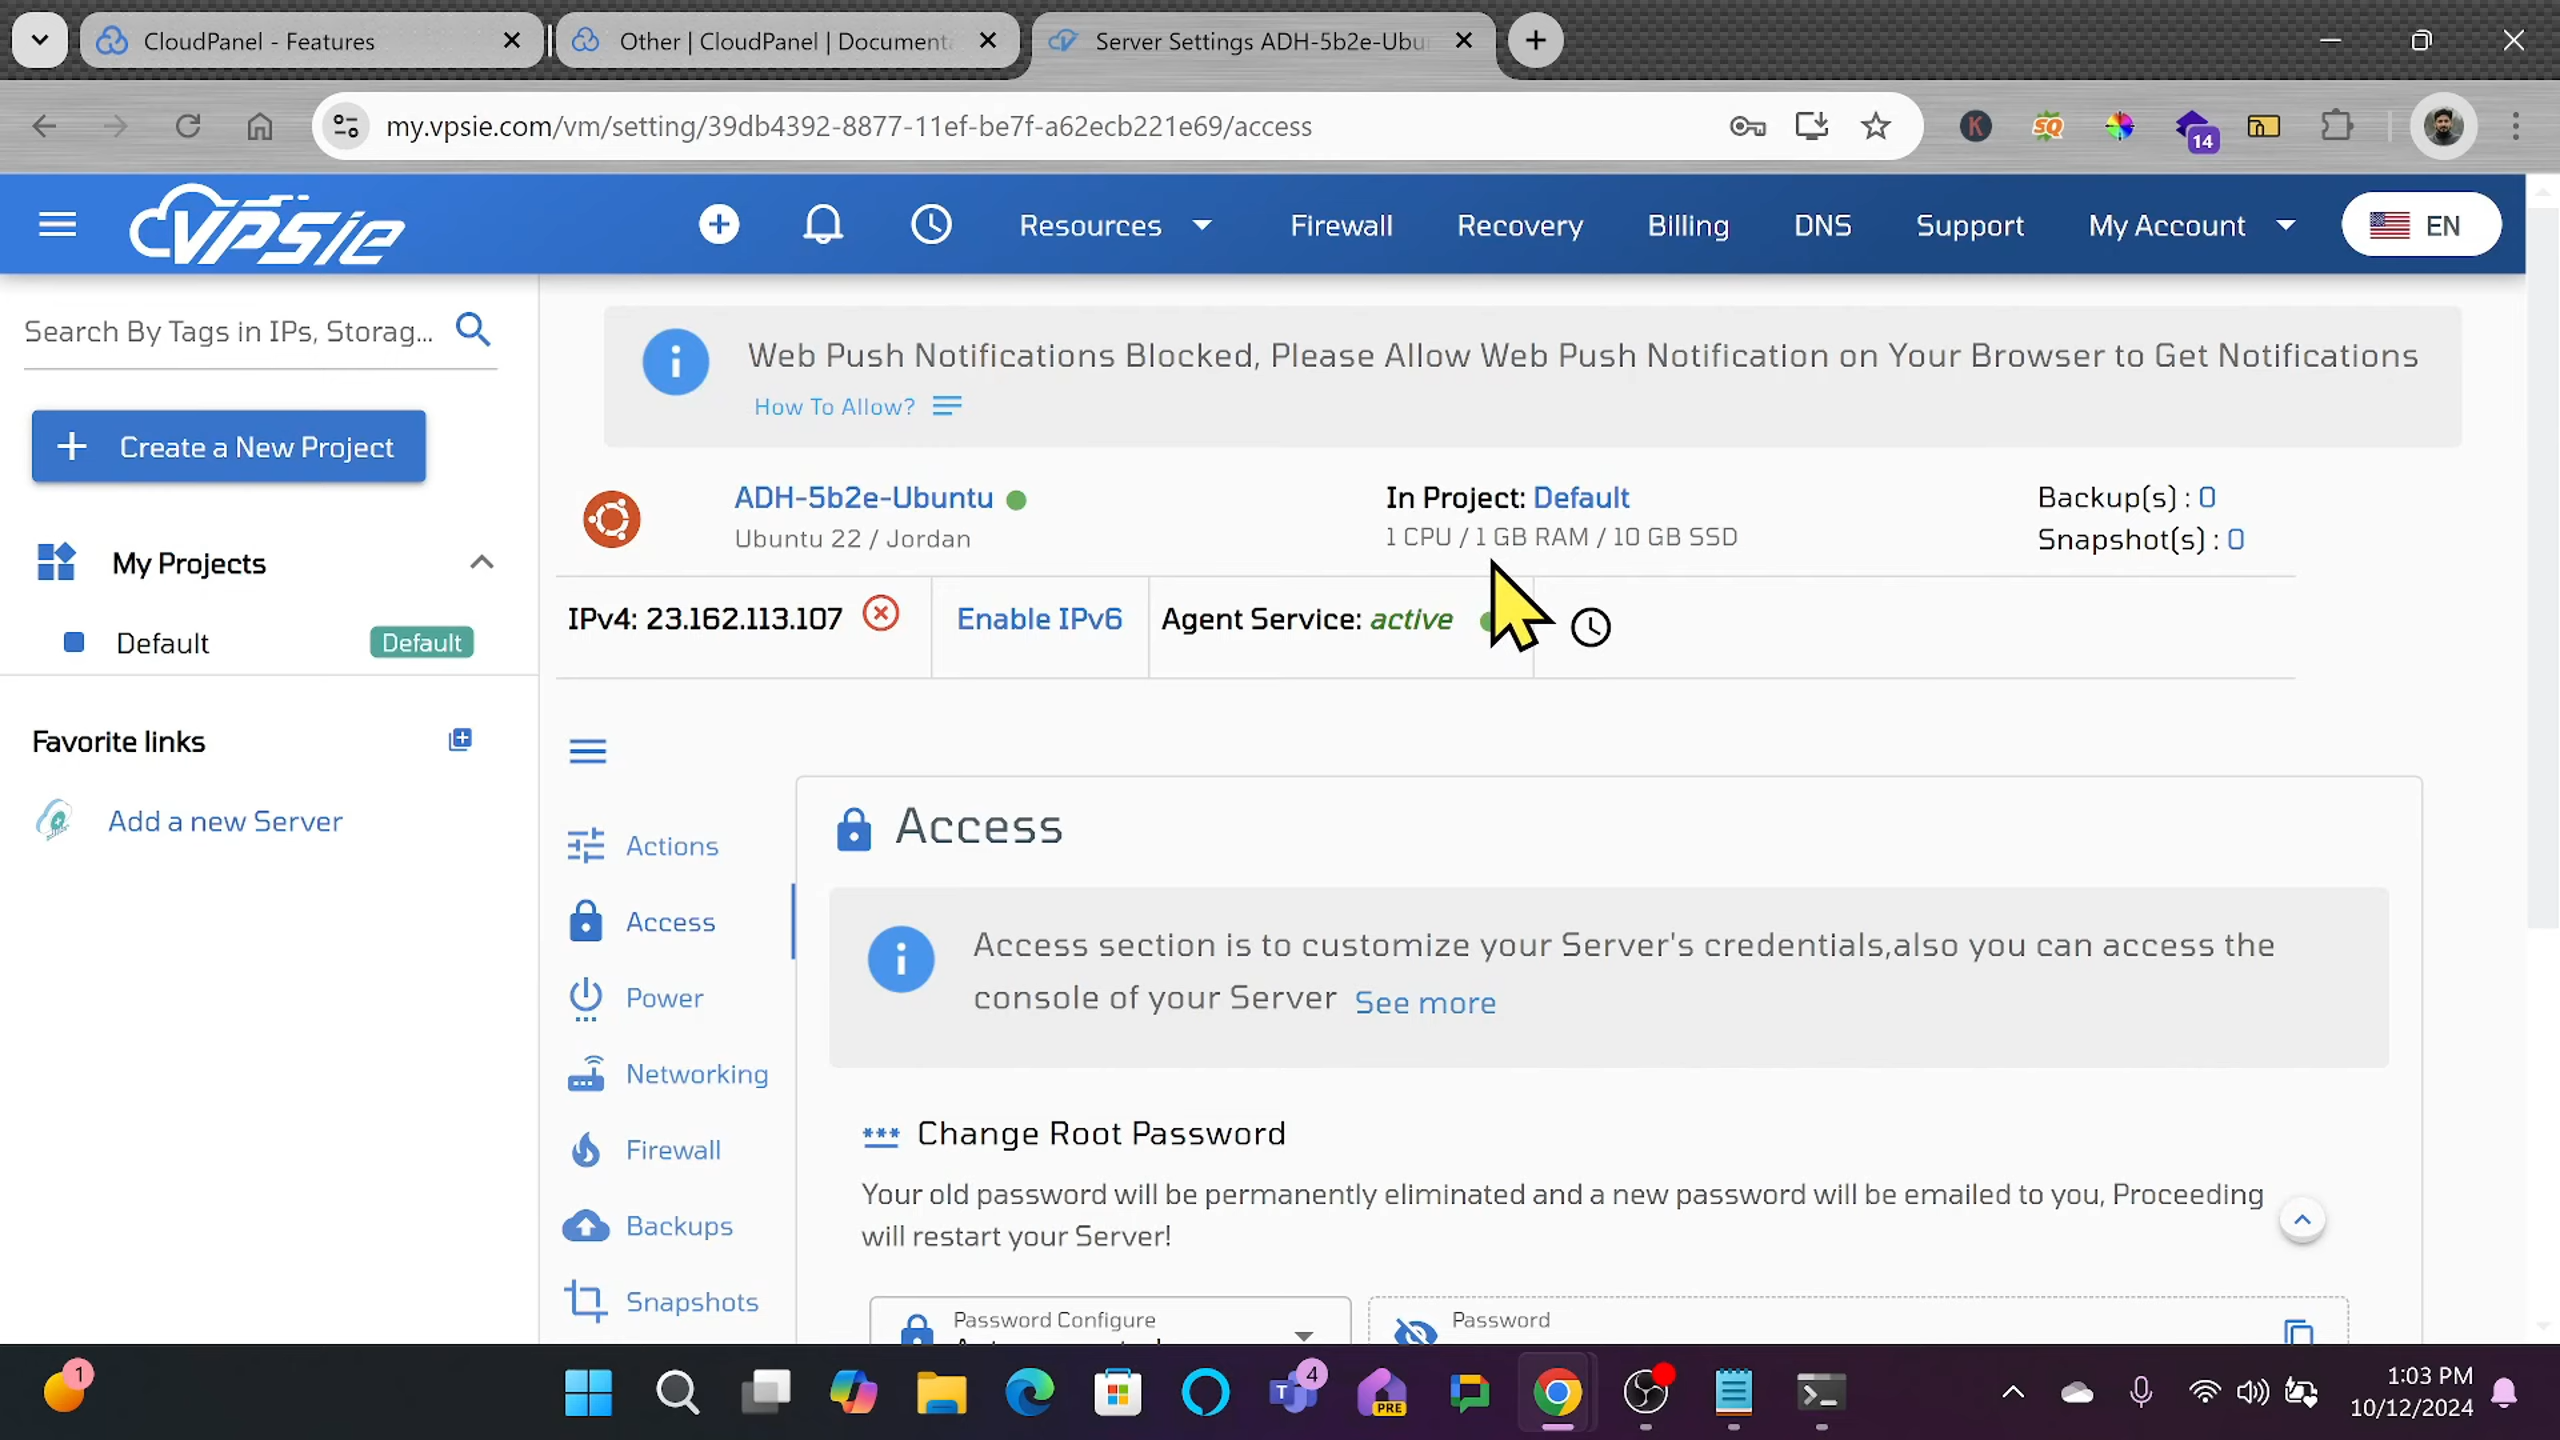 CloudPanel - Features
Other | CloudPanel | Document
Server Settings ADH-5b2e-Ubu
my.vpsie.com/vm/setting/39db4392-8877-11ef-be7f-a62ecb221e69/access
K
SQ
14
VPSie
Resources
Firewall
Recovery
Billing
DNS
Support
My Account
EN
Search By Tags in IPs, Storag...
Web Push Notifications Blocked, Please Allow Web Push Notification on Your Browser to Get Notifications
How To Allow?
Create a New Project
ADH-5b2e-Ubuntu
In Project: Default
Backup(s) : 0
Ubuntu 22 / Jordan
1 CPU / 1 GB RAM / 10 GB SSD
Snapshot(s) : 0
My Projects
Default
Default
IPv4: 23.162.113.107
Enable IPv6
Agent Service: active
Favorite links
Add a new Server
Actions
Access
Power
Networking
Firewall
Backups
Snapshots
Access
Access section is to customize your Server's credentials,also you can access the
console of your Server See more
*** Change Root Password
Your old password will be permanently eliminated and a new password will be emailed to you, Proceeding
will restart your Server!
Password Configure
Password
1
4
T
PRE
1:03 PM
10/12/2024